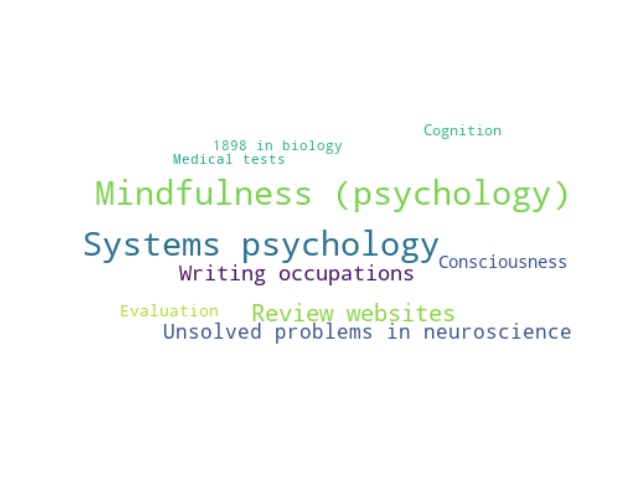 Cognition
1898 in biology
Medical tests
Mindfulness (psychology)
Systems psychology
Consciousness
Writing occupations
Evaluation
Review websites
Unsolved problems in neuroscience